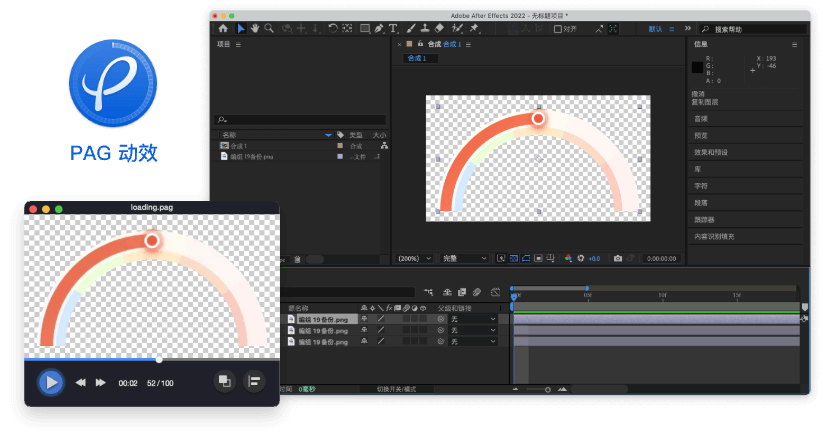 Adobe After Effects 2022 - 无标题项目 *
对齐
默认
搜索帮助
项目
合成 合成 1
合成 1
信息
R :
G :
B :
A : 0
X : 193
Y : -46
撤消
复制图层
音频
预览
效果和预设
库
字符
段落
跟踪器
内容识别填充
名称
类型
大小
合成 1
合成
编组 19备份.png
...文件
PAG 动效
(200%)
完整
+0.0
0:00:00:00
loading.pag
00:02
52 / 100
源名称
父级和链接
编组 19备份.png
无
编组 19备份.png
无
编组 19备份.png
无
时间 0毫秒
切换开关/模式